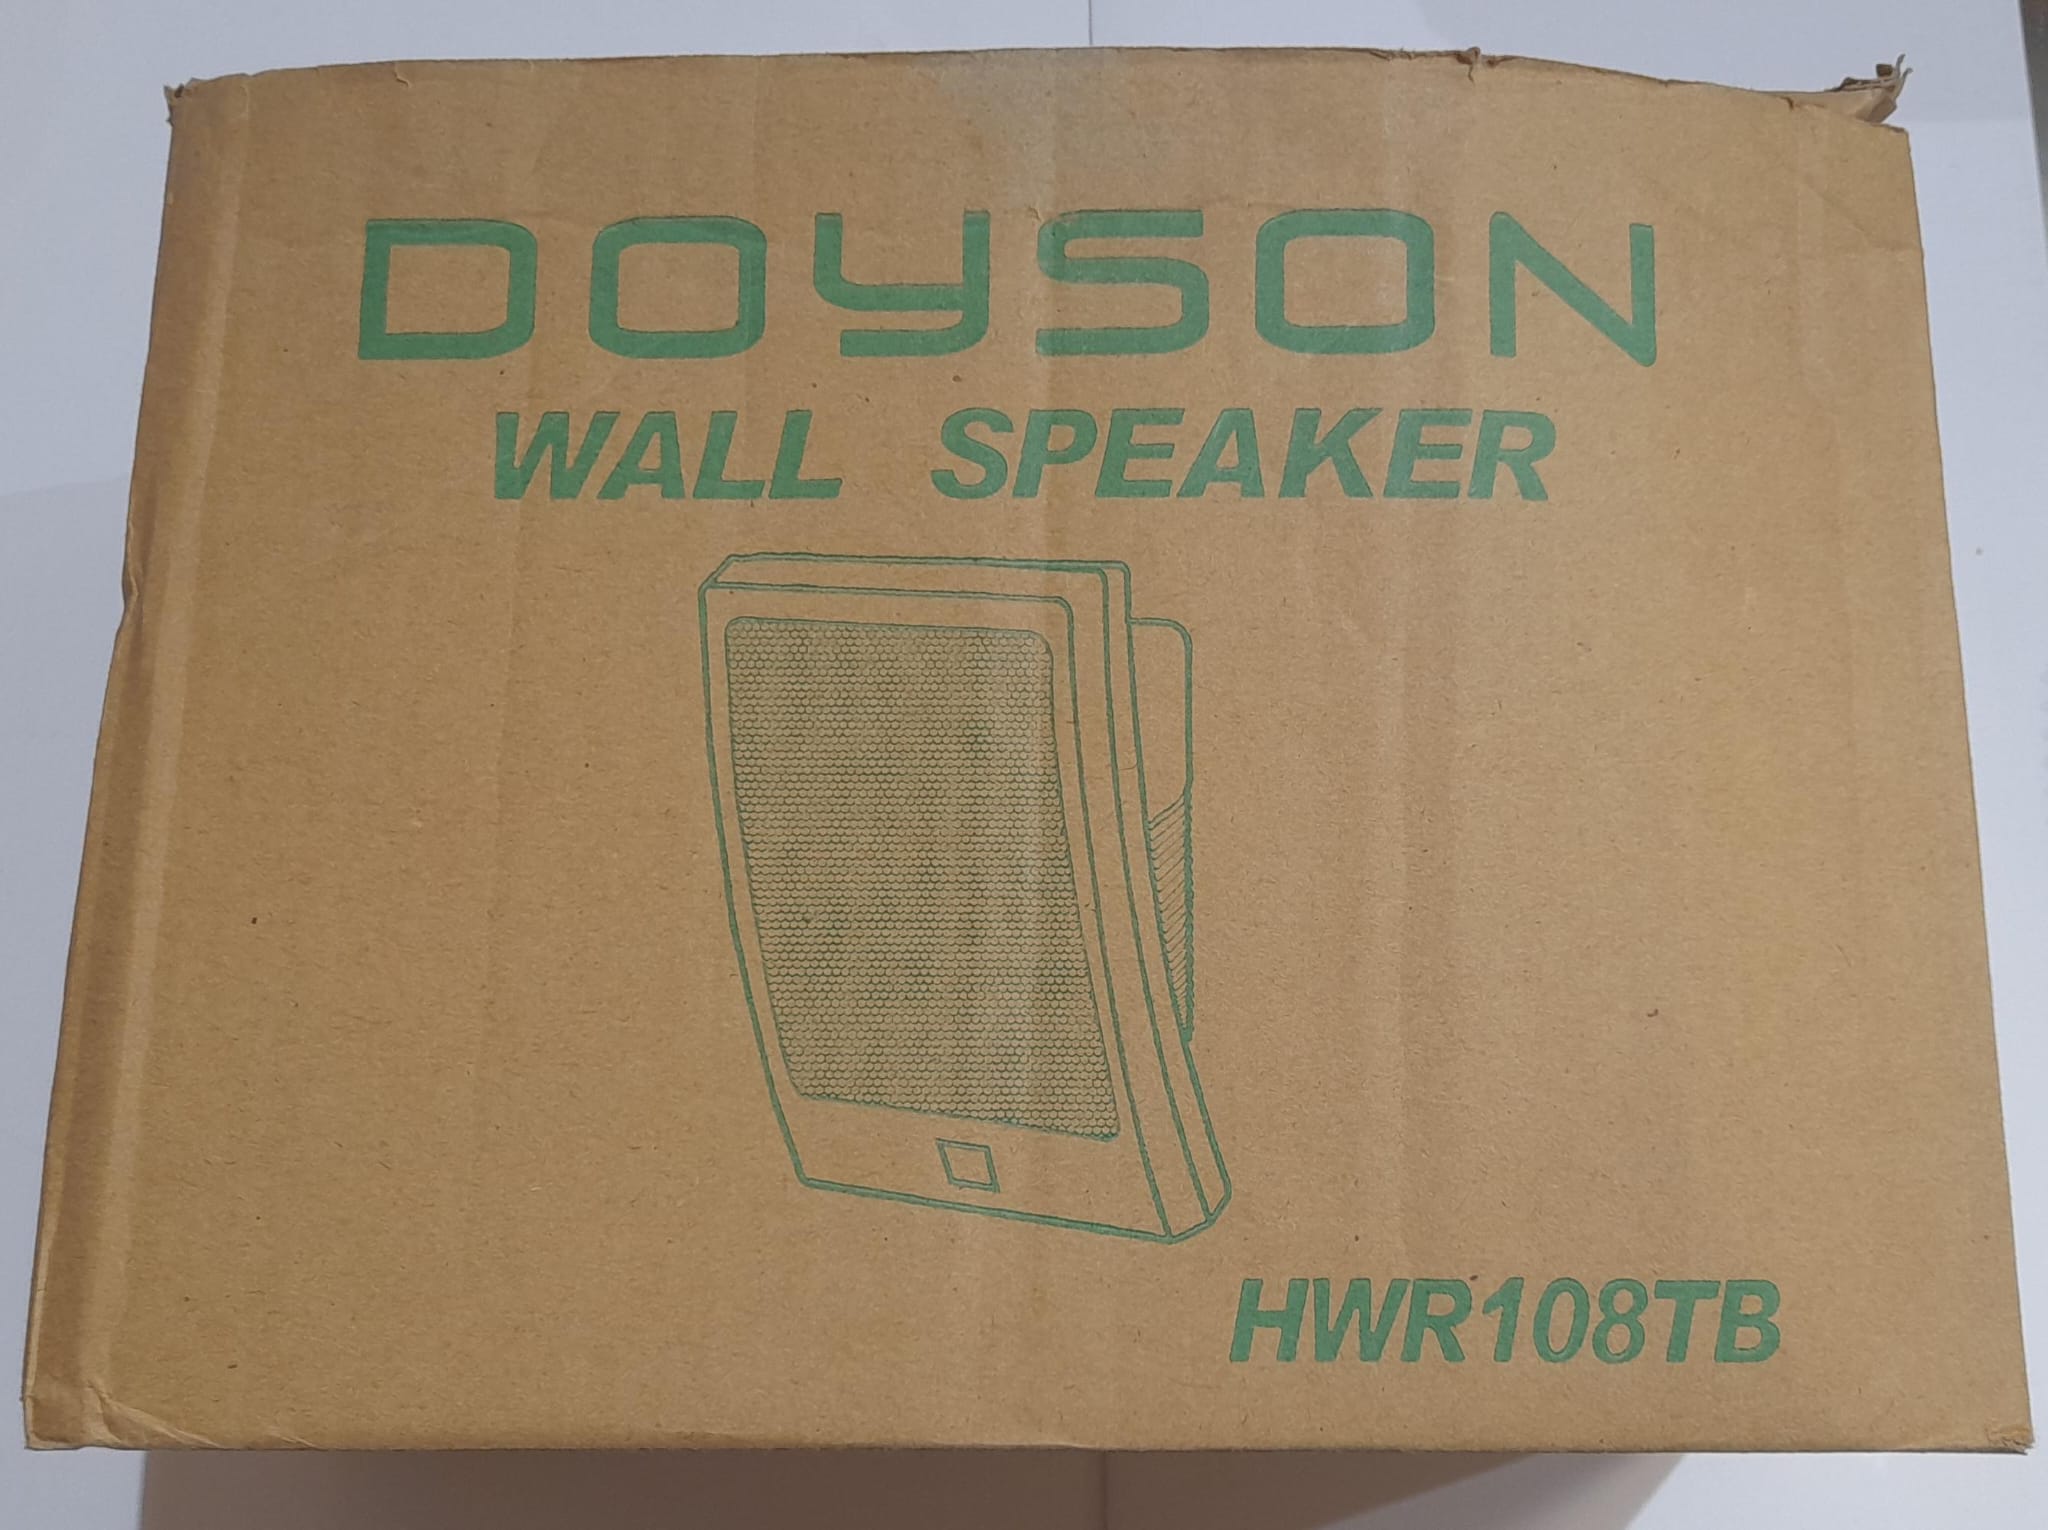 DOYSON
WALL SPEAKER
HWR108TB